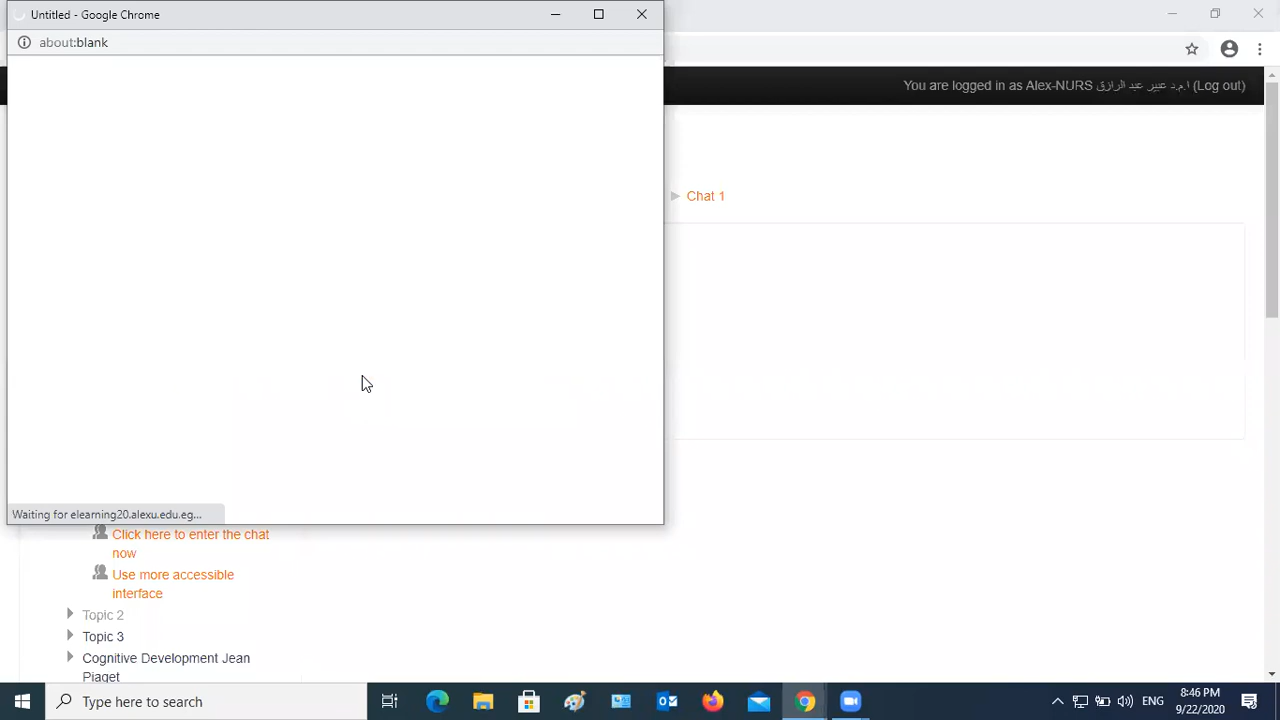 Untitled - Google Chrome
about:blank
You are logged in as Alex-NURS ا.م.د عبير عبد الرازق (Log out)
Chat 1
Waiting for elearning20.alexu.edu.eg...
Click here to enter the chat
now
Use more accessible
interface
Topic 2
Topic 3
Cognitive Development Jean
Piaget
Type here to search
ENG
8:46 PM
9/22/2020